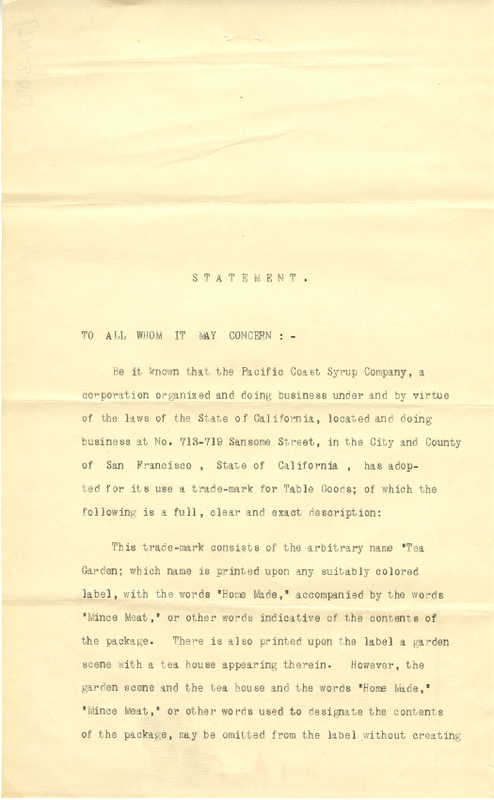 STATEMENT.
TO ALL WHOM IT MAY CONCERN : -
Be it known that the Pacific Coast Syrup Company, a
corporation organized and doing business under and by virtue
of the laws of the State of California, located and doing
business at No. 713-719 Sansome Street, in the City and County
of San Francisco , State of California , has adop-
ted for its use a trade-mark for Table Goods; of which the
following is a full, clear and exact description:
This trade-mark consists of the arbitrary name "Tea
Garden; which name is printed upon any suitably colored
label, with the words "Home Made," accompanied by the words
"Mince Meat," or other words indicative of the contents of
the package. There is also printed upon the label a garden
scene with a tea house appearing therein. However, the
garden scene and the tea house and the words "Home Made,"
"Mince Meat," or other words used to designate the contents
of the package, may be omitted from the label without creating